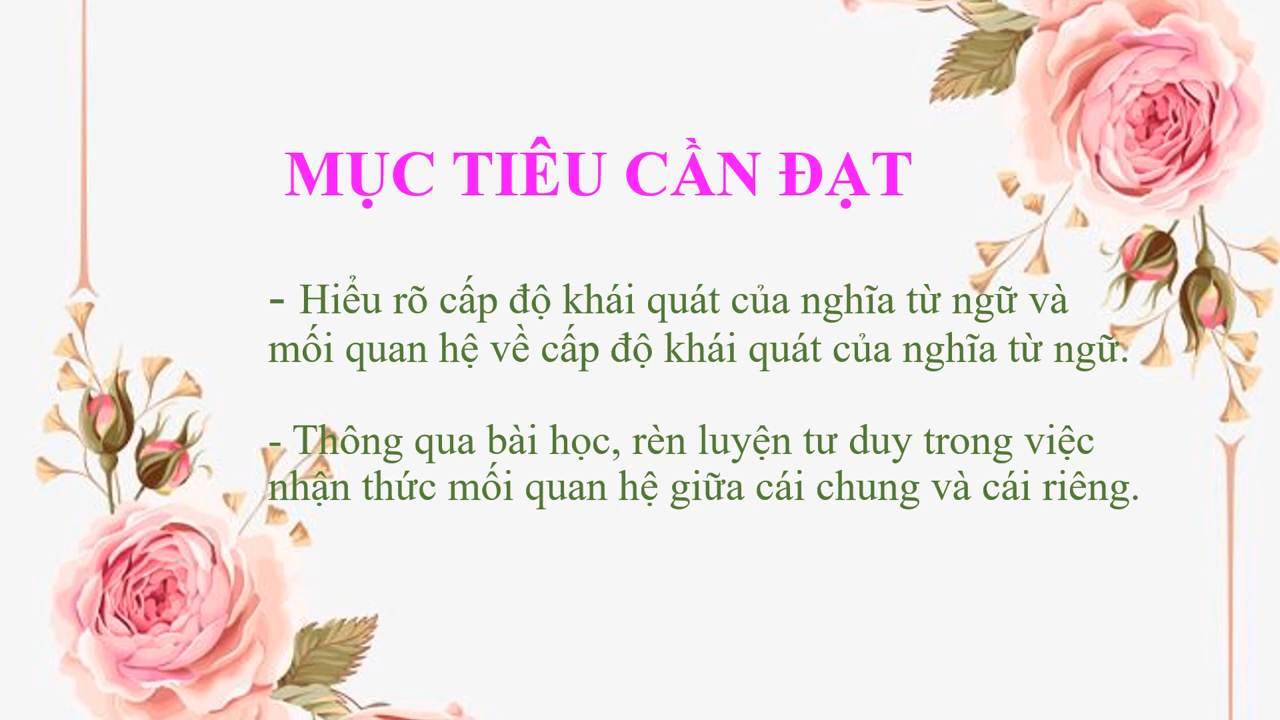 MỤC TIÊU CẦN ĐẠT
- Hiểu rõ cấp độ khái quát của nghĩa từ ngữ và
mối quan hệ về cấp độ khái quát của nghĩa từ ngữ.
- Thông qua bài học, rèn luyện tư duy trong việc
nhận thức mối quan hệ giữa cái chung và cái riêng.